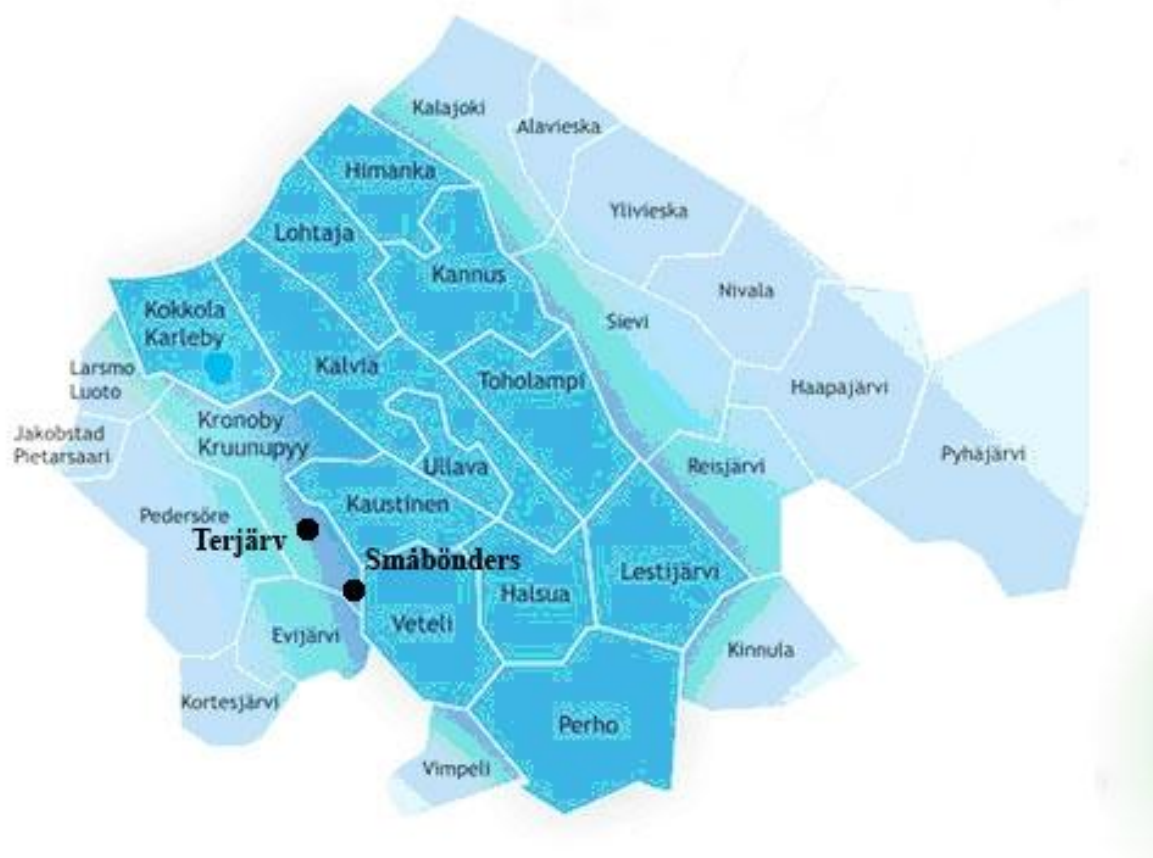 Kalajoki
Alavieska
Himanka
Ylivieska
Lohtaja
Kannus
Nivala
Kokkola
Karleby
Sievi
Larsmo
Luoto
Kälviä
Toholampi
Haapajärvi
Kronoby
Kruunupyy
Jakobstad
Pietarsaari
Ullava
Reisjärvi
Pyhäjärvi
Kaustinen
Pedersöre
Terjärv
Småbönders
Lestijärvi
Halsua
Veteli
Evijärvi
Kinnula
Kortesjärvi
Perho
Vimpeli